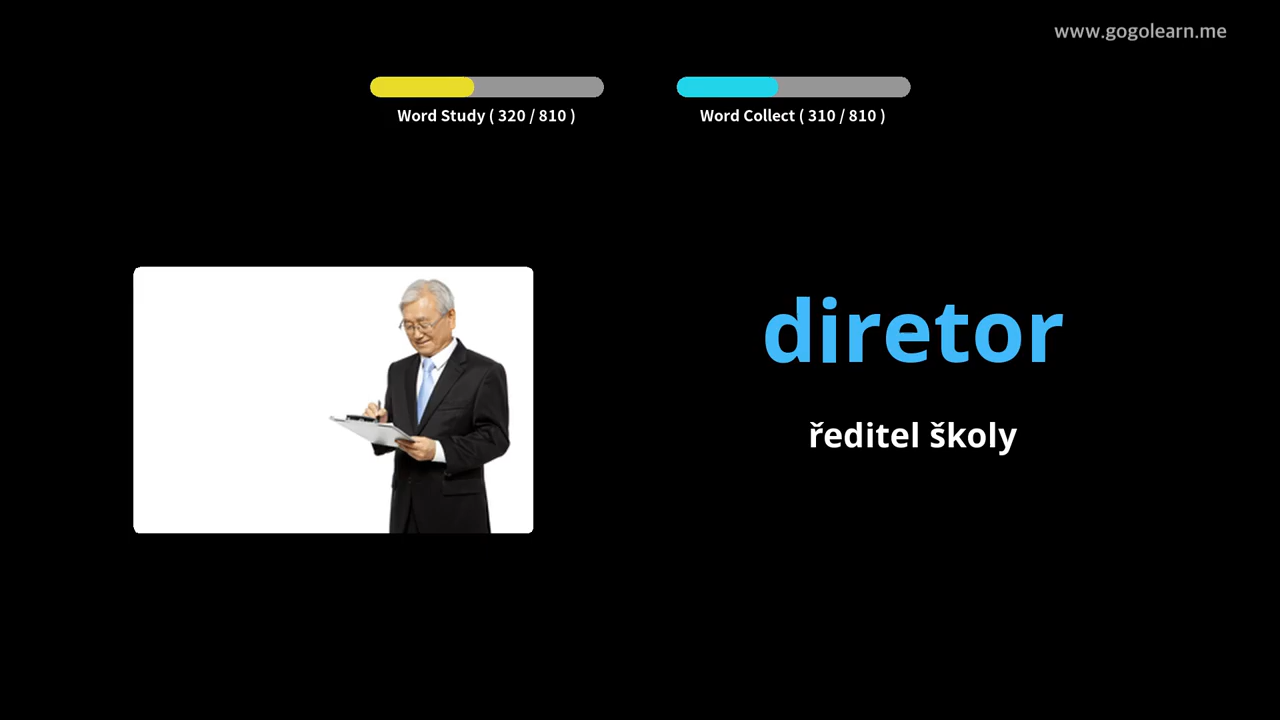 www.gogolearn.me
Word Study ( 320 / 810 )
Word Collect ( 310 / 810 )
diretor
ředitel školy